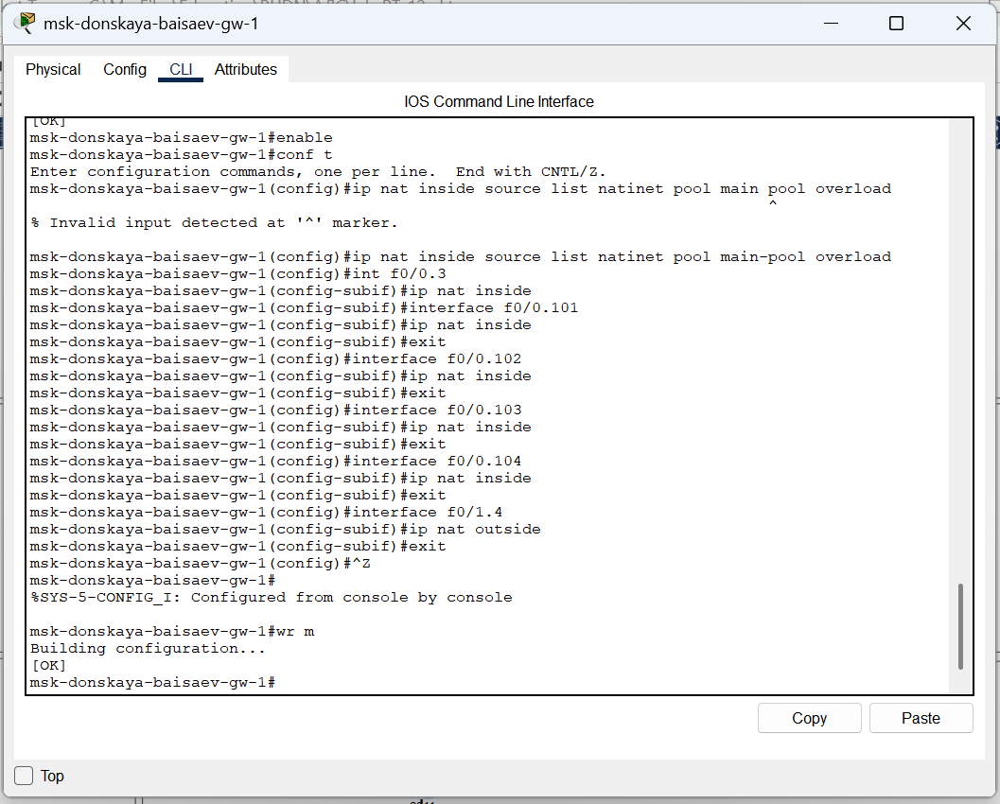 msk-donskaya-baisaev-gw-1
Physical Config CLI Attributes
IOS Command Line Interface
[OK]
msk-donskaya-baisaev-gw-1#enable
msk-donskaya-baisaev-gw-1#conf t
Enter configuration commands, one per line.  End with CNTL/Z.
msk-donskaya-baisaev-gw-1(config)#ip nat inside source list natinet pool main pool overload
^
% Invalid input detected at '^' marker.
msk-donskaya-baisaev-gw-1(config)#ip nat inside source list natinet pool main-pool overload
msk-donskaya-baisaev-gw-1(config)#int f0/0.3
msk-donskaya-baisaev-gw-1(config-subif)#ip nat inside
msk-donskaya-baisaev-gw-1(config-subif)#interface f0/0.101
msk-donskaya-baisaev-gw-1(config-subif)#ip nat inside
msk-donskaya-baisaev-gw-1(config-subif)#exit
msk-donskaya-baisaev-gw-1(config)#interface f0/0.102
msk-donskaya-baisaev-gw-1(config-subif)#ip nat inside
msk-donskaya-baisaev-gw-1(config-subif)#exit
msk-donskaya-baisaev-gw-1(config)#interface f0/0.103
msk-donskaya-baisaev-gw-1(config-subif)#ip nat inside
msk-donskaya-baisaev-gw-1(config-subif)#exit
msk-donskaya-baisaev-gw-1(config)#interface f0/0.104
msk-donskaya-baisaev-gw-1(config-subif)#ip nat inside
msk-donskaya-baisaev-gw-1(config-subif)#exit
msk-donskaya-baisaev-gw-1(config)#interface f0/1.4
msk-donskaya-baisaev-gw-1(config-subif)#ip nat outside
msk-donskaya-baisaev-gw-1(config-subif)#exit
msk-donskaya-baisaev-gw-1(config)#^Z
msk-donskaya-baisaev-gw-1#
%SYS-5-CONFIG_I: Configured from console by console
msk-donskaya-baisaev-gw-1#wr m
Building configuration...
[OK]
msk-donskaya-baisaev-gw-1#
Copy Paste
Top